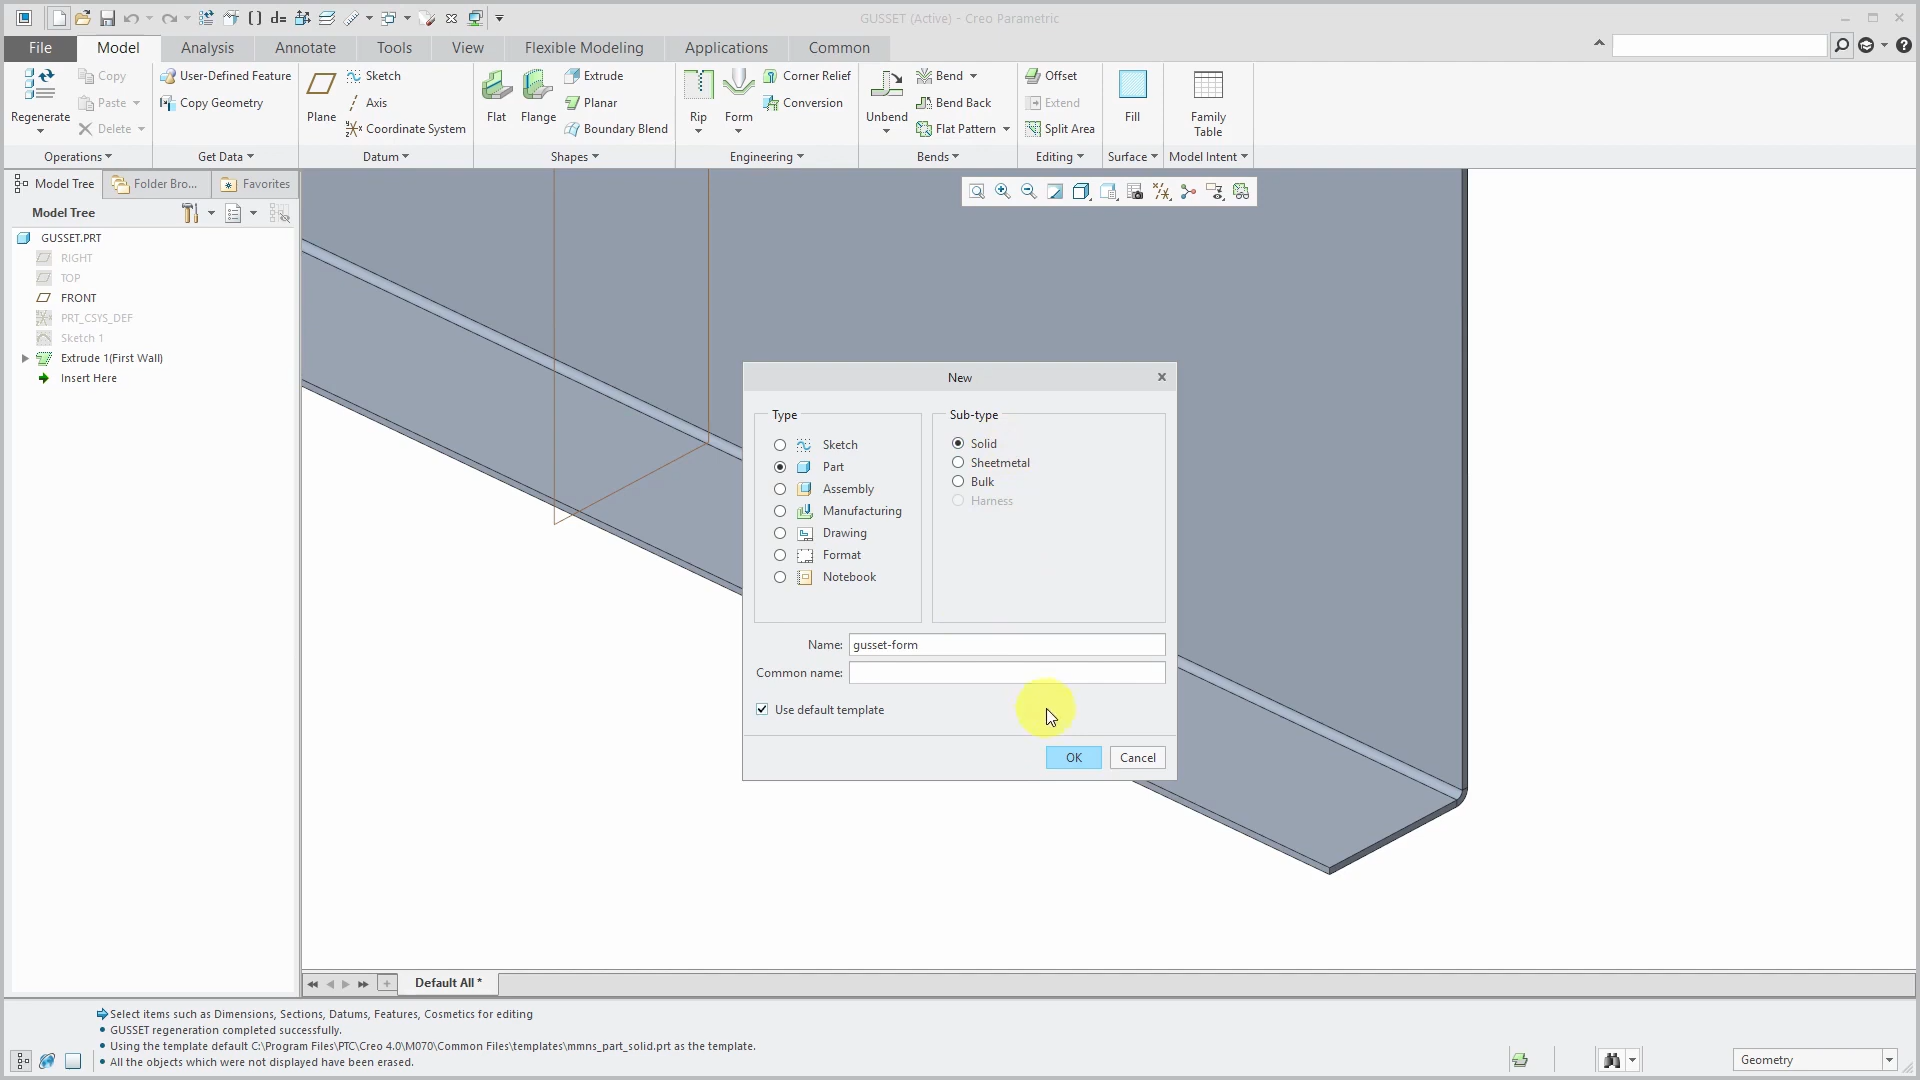 GUSSET (Active) - Creo Parametric
File Model Analysis Annotate Tools View Flexible Modeling Applications Common
Regenerate
Copy
Paste
Delete
Operations
User-Defined Feature
Copy Geometry
Get Data
Plane
Sketch
Axis
Coordinate System
Datum
Flat
Flange
Extrude
Planar
Boundary Blend
Shapes
Rip
Form
Corner Relief
Conversion
Engineering
Unbend
Bend
Bend Back
Flat Pattern
Bends
Offset
Extend
Split Area
Editing
Fill
Surface
Family
Table
Model Intent
Model Tree
Folder Bro...
Favorites
Model Tree
GUSSET.PRT
RIGHT
TOP
FRONT
PRT_CSYS_DEF
Sketch 1
Extrude 1(First Wall)
Insert Here
New
Type
Sketch
Part
Assembly
Manufacturing
Drawing
Format
Notebook
Sub-type
Solid
Sheetmetal
Bulk
Harness
Name: gusset-form
Common name:
Use default template
OK
Cancel
Default All *
Select items such as Dimensions, Sections, Datums, Features, Cosmetics for editing
• GUSSET regeneration completed successfully.
• Using the template default C:\Program Files\PTC\Creo 4.0\M070\Common Files\templates\mmns_part_solid.prt as the template.
• All the objects which were not displayed have been erased.
Geometry